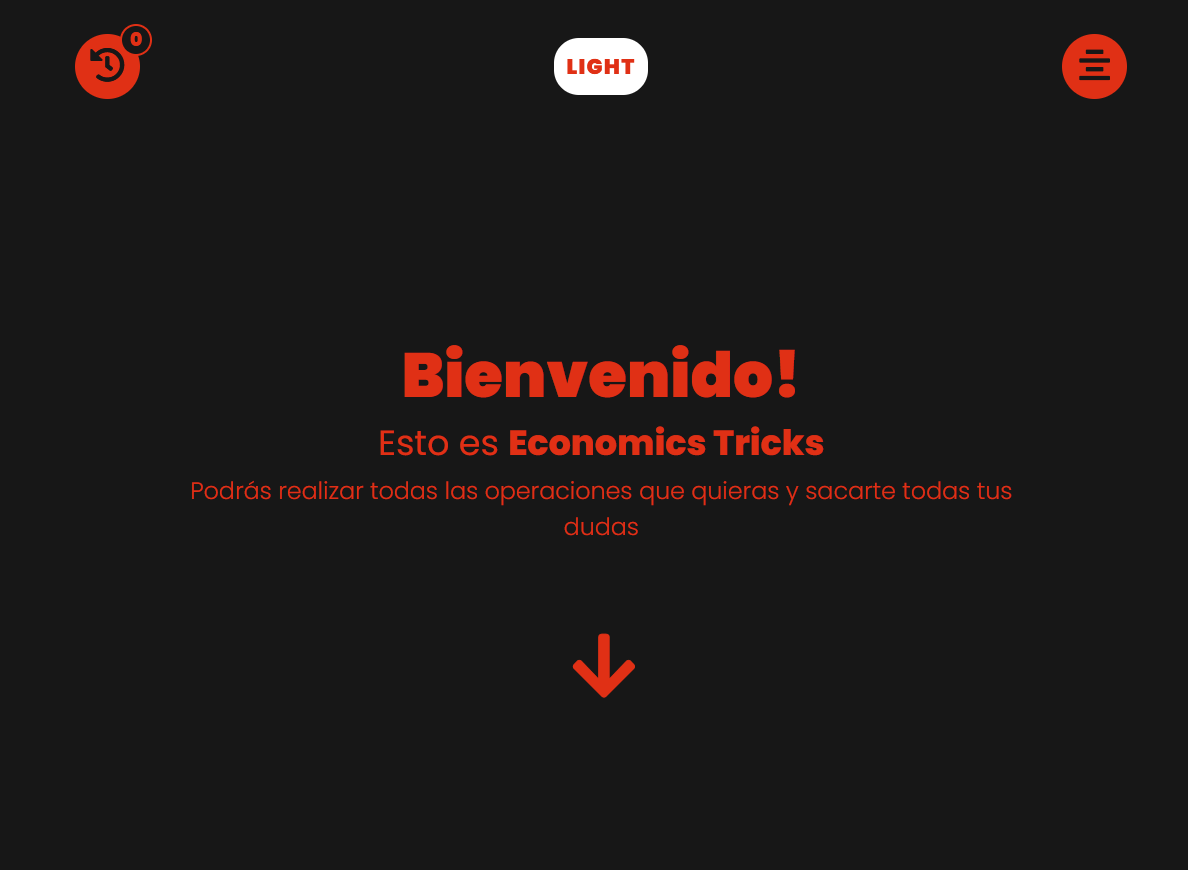 0
LIGHT
Bienvenido!
Esto es Economics Tricks
Podrás realizar todas las operaciones que quieras y sacarte todas tus
dudas